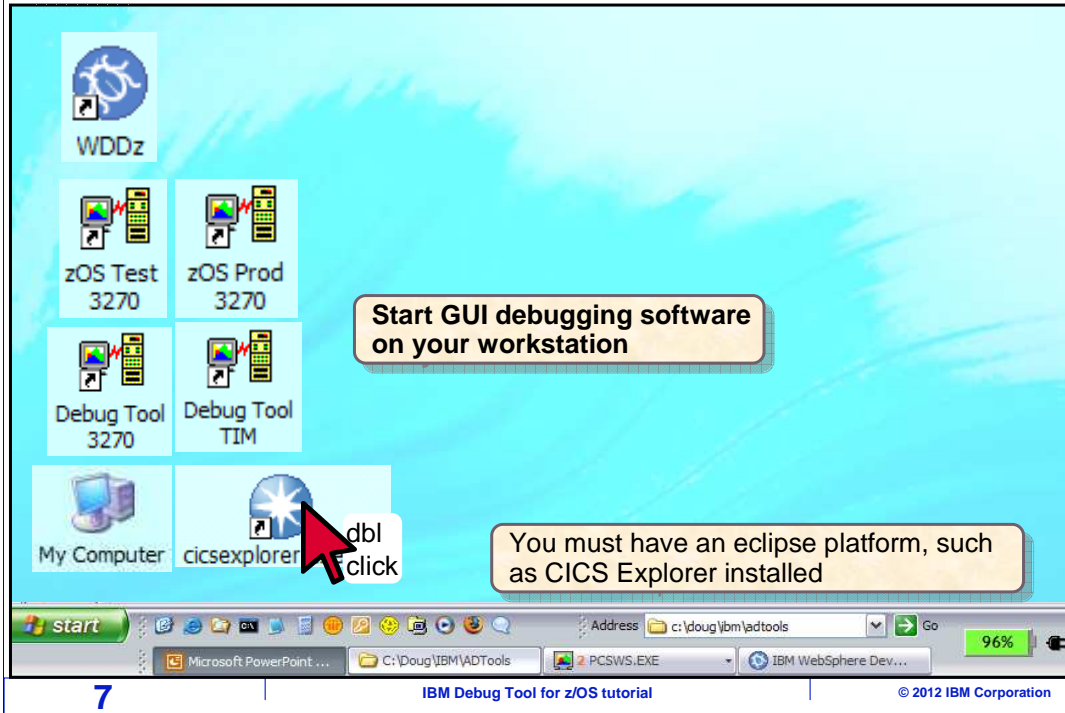 WDDz
zOS Test
3270
zOS Prod
3270
Start GUI debugging software
on your workstation
Debug Tool
3270
Debug Tool
TIM
My Computer
cicsexplorer
dbl
click
You must have an eclipse platform, such
as CICS Explorer installed
start
Address
c:\doug\ibm\adtools
Go
96%
Microsoft PowerPoint ...
C:\Doug\IBM\ADTools
2 PCSWS.EXE
IBM WebSphere Dev...
7
IBM Debug Tool for z/OS tutorial
© 2012 IBM Corporation